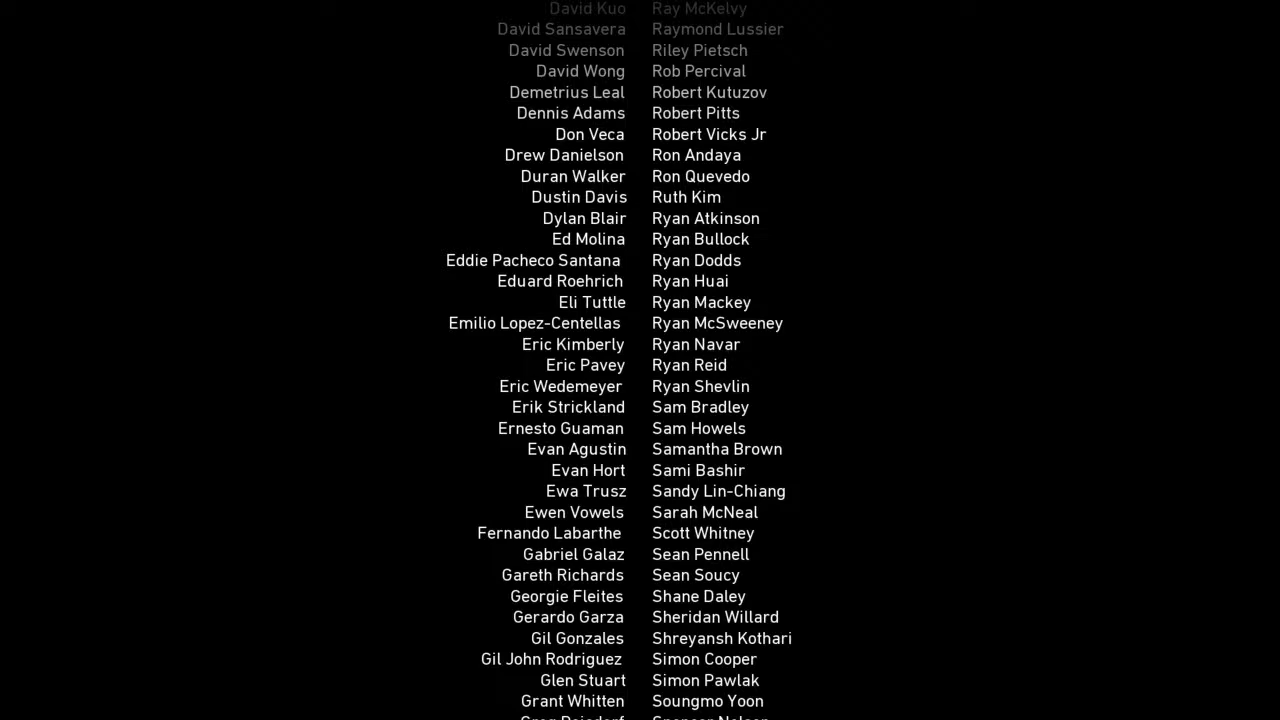 David Kuo Ray McKelvy
David Sansavera Raymond Lussier
David Swenson Riley Pietsch
David Wong Rob Percival
Demetrius Leal Robert Kutuzov
Dennis Adams Robert Pitts
Don Veca Robert Vicks Jr
Drew Danielson Ron Andaya
Duran Walker Ron Quevedo
Dustin Davis Ruth Kim
Dylan Blair Ryan Atkinson
Ed Molina Ryan Bullock
Eddie Pacheco Santana Ryan Dodds
Eduard Roehrich Ryan Huai
Eli Tuttle Ryan Mackey
Emilio Lopez-Centellas Ryan McSweeney
Eric Kimberly Ryan Navar
Eric Pavey Ryan Reid
Eric Wedemeyer Ryan Shevlin
Erik Strickland Sam Bradley
Ernesto Guaman Sam Howels
Evan Agustin Samantha Brown
Evan Hort Sami Bashir
Ewa Trusz Sandy Lin-Chiang
Ewen Vowels Sarah McNeal
Fernando Labarthe Scott Whitney
Gabriel Galaz Sean Pennell
Gareth Richards Sean Soucy
Georgie Fleites Shane Daley
Gerardo Garza Sheridan Willard
Gil Gonzales Shreyansh Kothari
Gil John Rodriguez Simon Cooper
Glen Stuart Simon Pawlak
Grant Whitten Soungmo Yoon
Greg Spencer Nelson